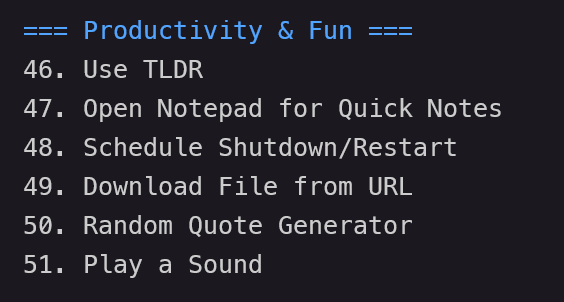 === Productivity & Fun ===
46. Use TLDR
47. Open Notepad for Quick Notes
48. Schedule Shutdown/Restart
49. Download File from URL
50. Random Quote Generator
51. Play a Sound